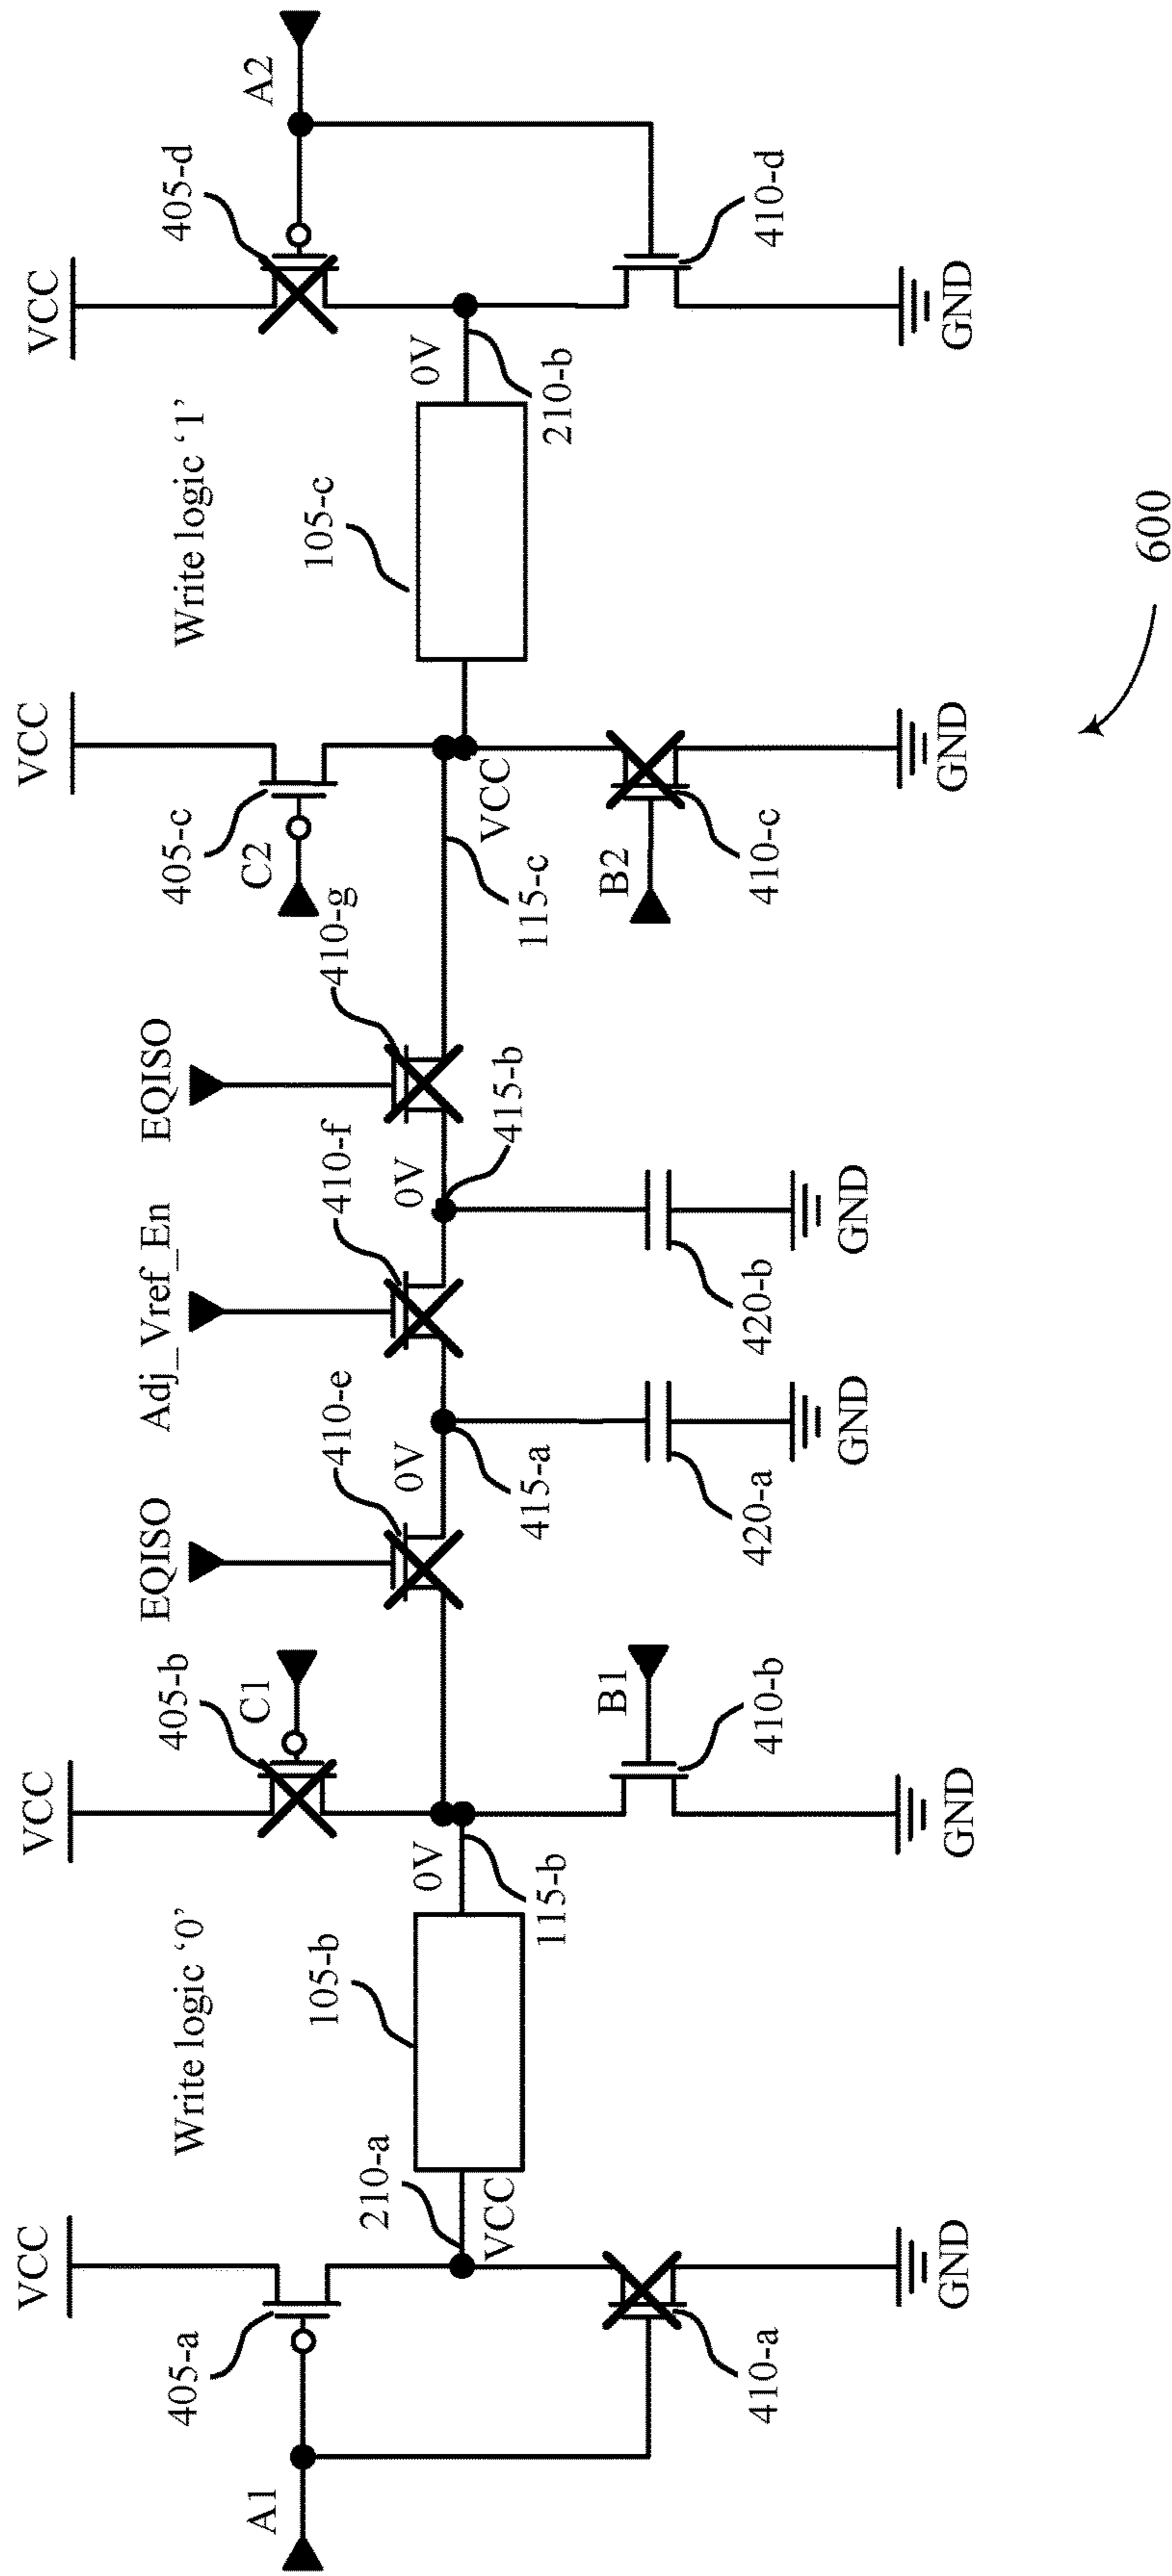 VCC
VCC
VCC
VCC
Write logic ‘0’
Write logic ‘1’
EQISO
Adj_Vref_En
EQISO
A1
405-a
210-a
VCC
105-b
0V
115-b
405-b
C1
B1
410-b
410-a
410-e
0V
415-a
410-f
0V
415-b
410-g
420-a
420-b
115-c
405-c
C2
VCC
B2
410-c
105-c
0V
210-b
405-d
A2
410-d
GND
GND
GND
GND
GND
GND
600